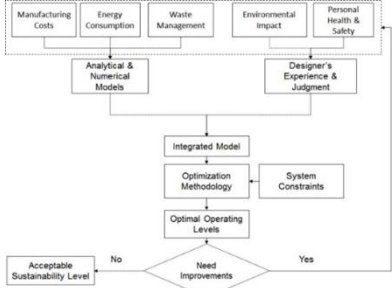 Manufacturing
Costs
Energy
Consumption
Waste
Management
Environmental
Impact
Personal
Health &
Safety
Analytical &
Numerical
Models
Designer's
Experience &
Judgment
Integrated Model
Optimization
Methodology
System
Constraints
Optimal Operating
Levels
No
Yes
Need
Improvements
Acceptable
Sustainability Level